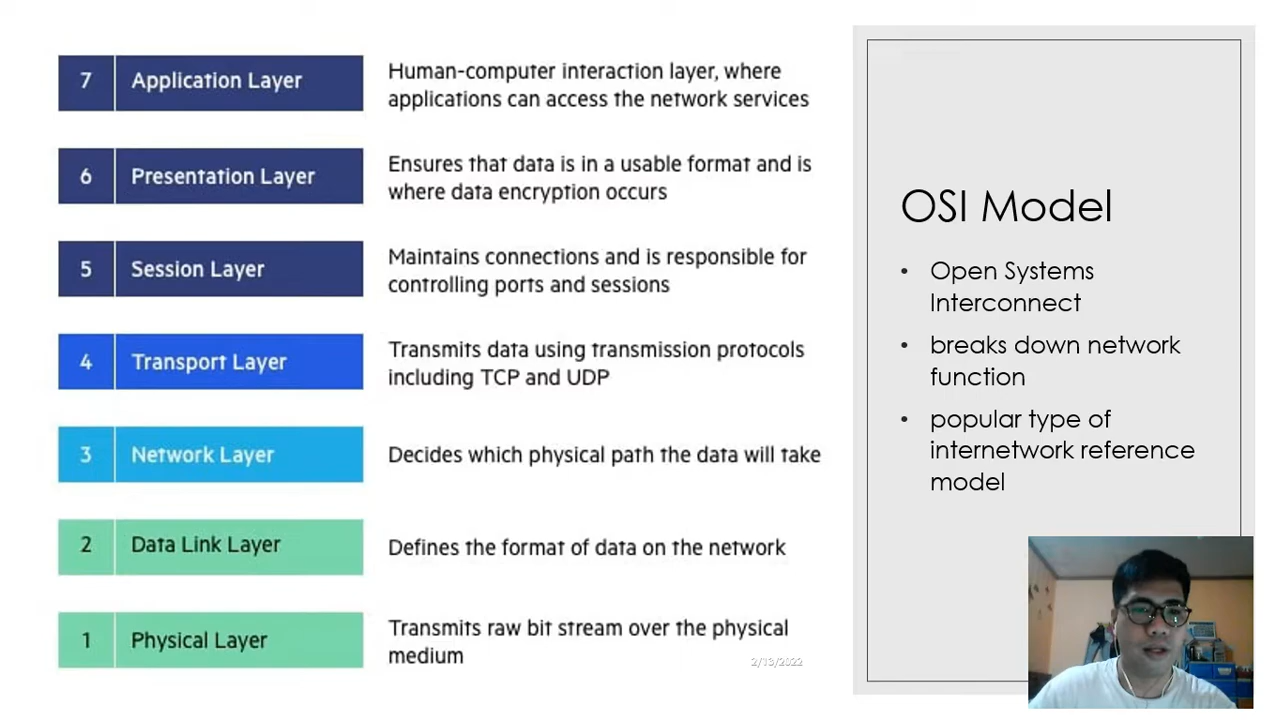 7 Application Layer
Human-computer interaction layer, where
applications can access the network services
6 Presentation Layer
Ensures that data is in a usable format and is
where data encryption occurs
5 Session Layer
Maintains connections and is responsible for
controlling ports and sessions
4 Transport Layer
Transmits data using transmission protocols
including TCP and UDP
3 Network Layer
Decides which physical path the data will take
2 Data Link Layer
Defines the format of data on the network
1 Physical Layer
Transmits raw bit stream over the physical
medium
2/13/2022
OSI Model
• Open Systems
Interconnect
• breaks down network
function
• popular type of
internetwork reference
model